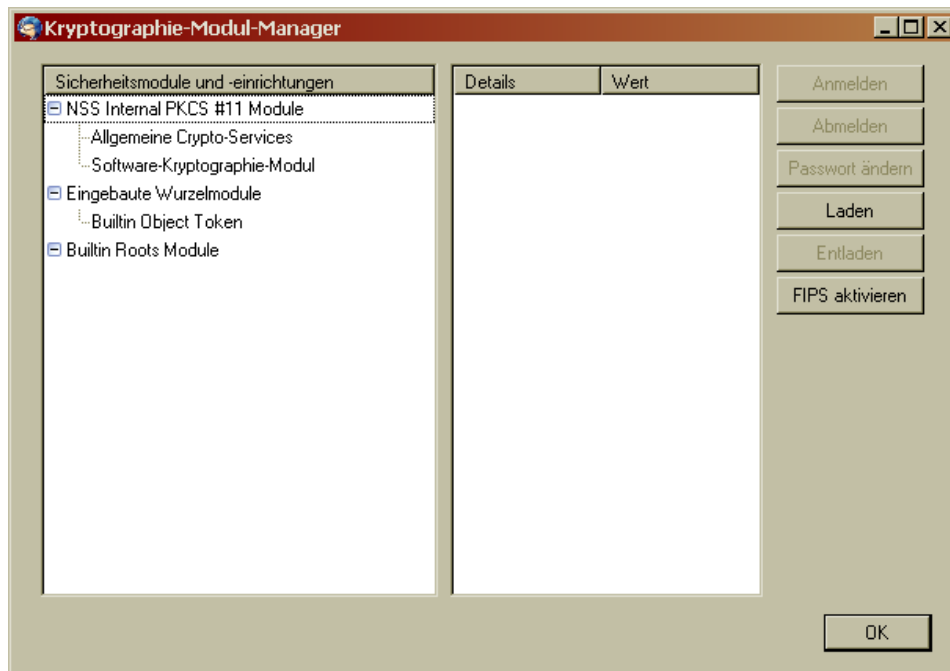 Kryptographie-Modul-Manager
Sicherheitsmodule und -einrichtungen
NSS Internal PKCS #11 Module
Allgemeine Crypto-Services
Software-Kryptographie-Modul
Eingebaute Wurzelmodule
Builtin Object Token
Builtin Roots Module
Details Wert
Anmelden
Abmelden
Passwort ändern
Laden
Entladen
FIPS aktivieren
OK